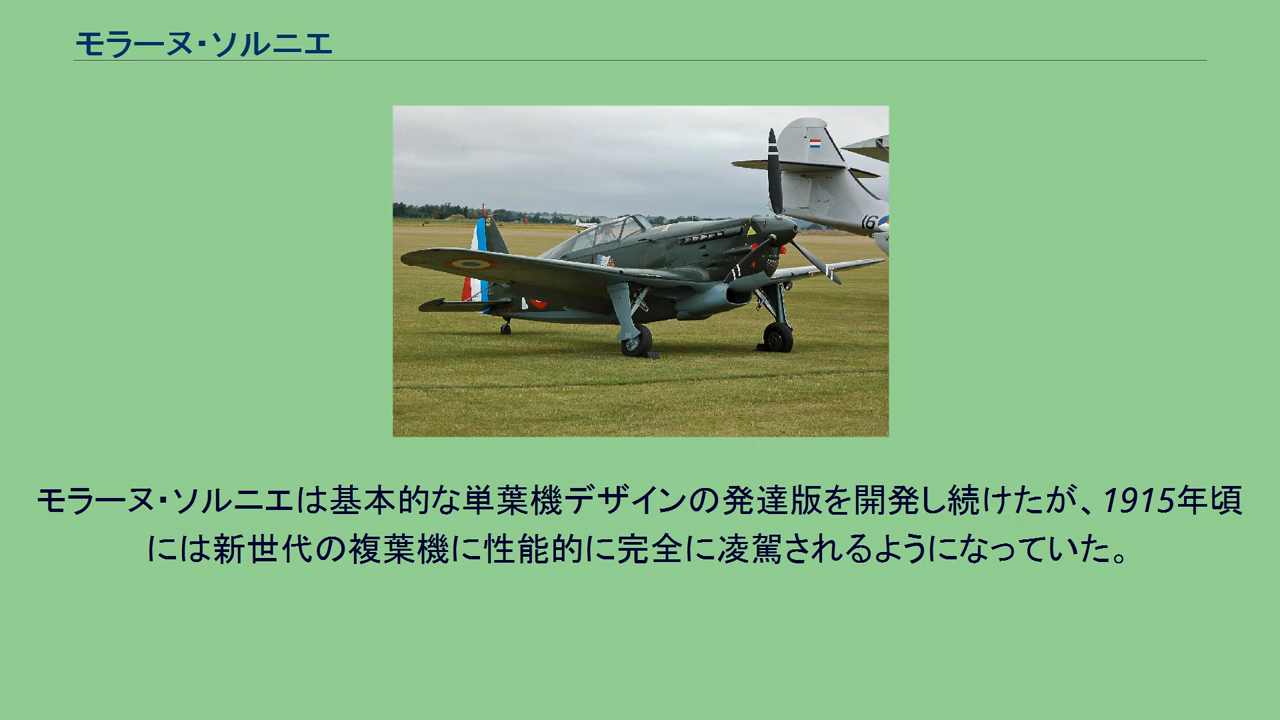 モラーヌ・ソルニエ
16
モラーヌ・ソルニエは基本的な単葉機デザインの発達版を開発し続けたが、1915年頃
には新世代の複葉機に性能的に完全に凌駕されるようになっていた。